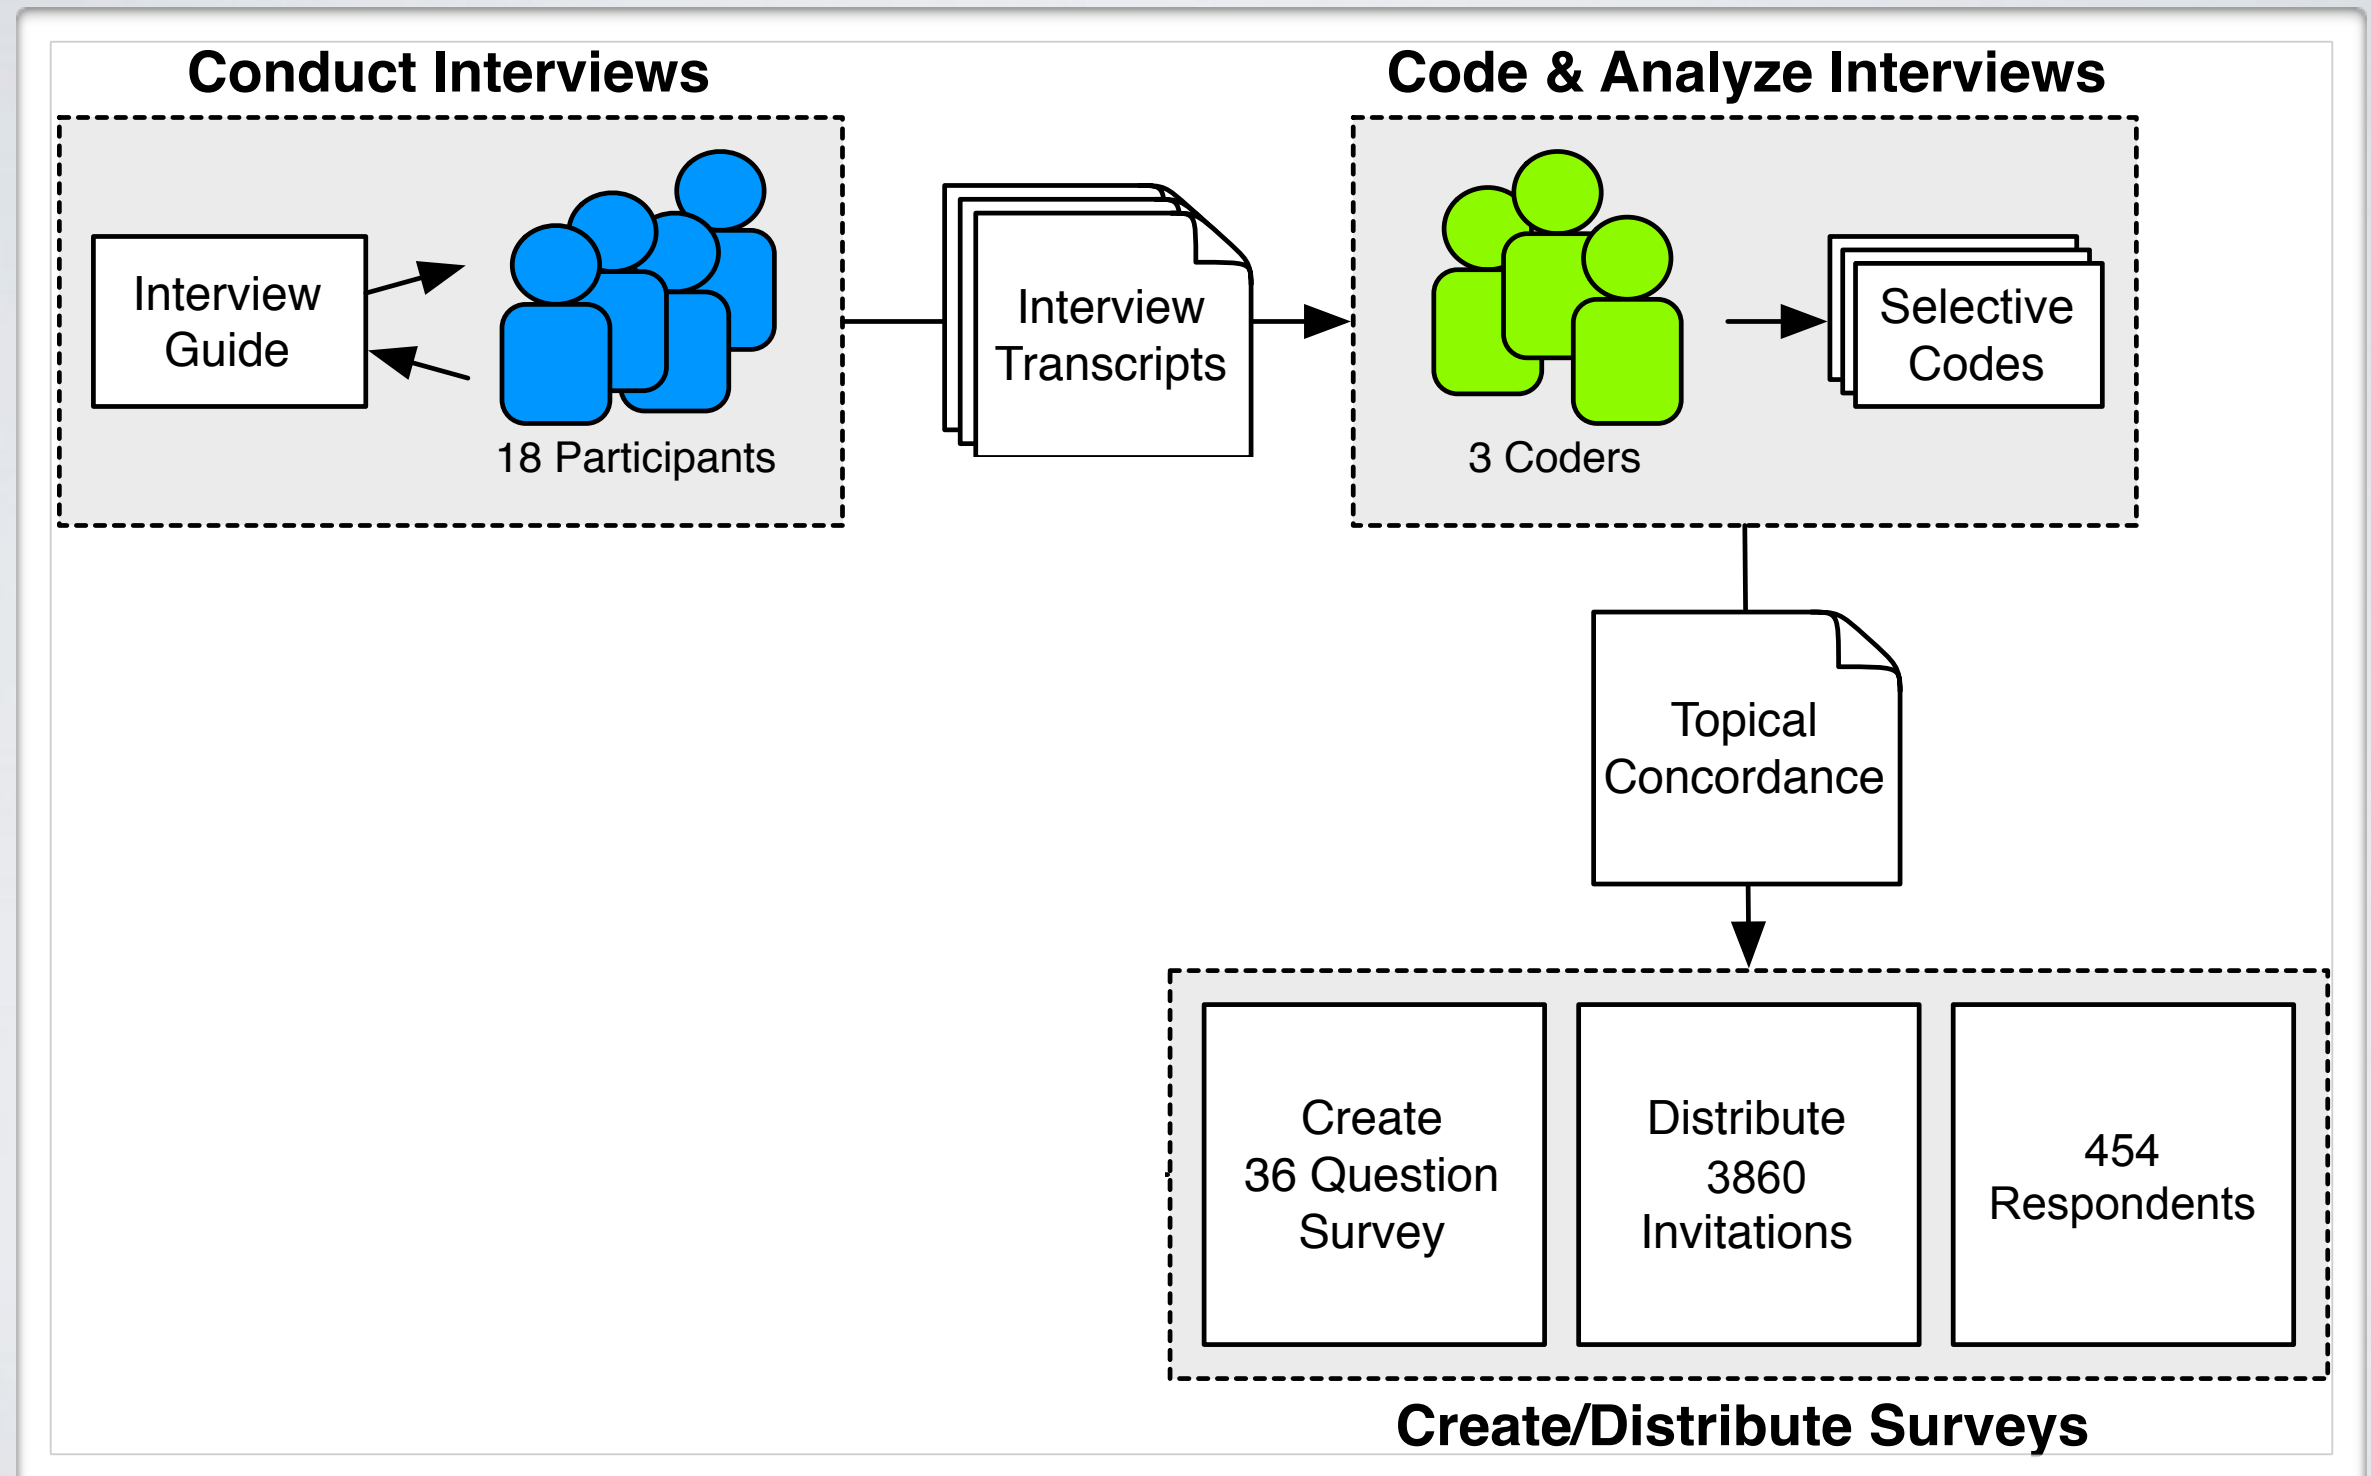 Conduct Interviews
Interview
Guide
18 Participants
Interview
Transcripts
Code & Analyze Interviews
3 Coders
Selective
Codes
Topical
Concordance
Create
36 Question
Survey
Distribute
3860
Invitations
454
Respondents
Create/Distribute Surveys